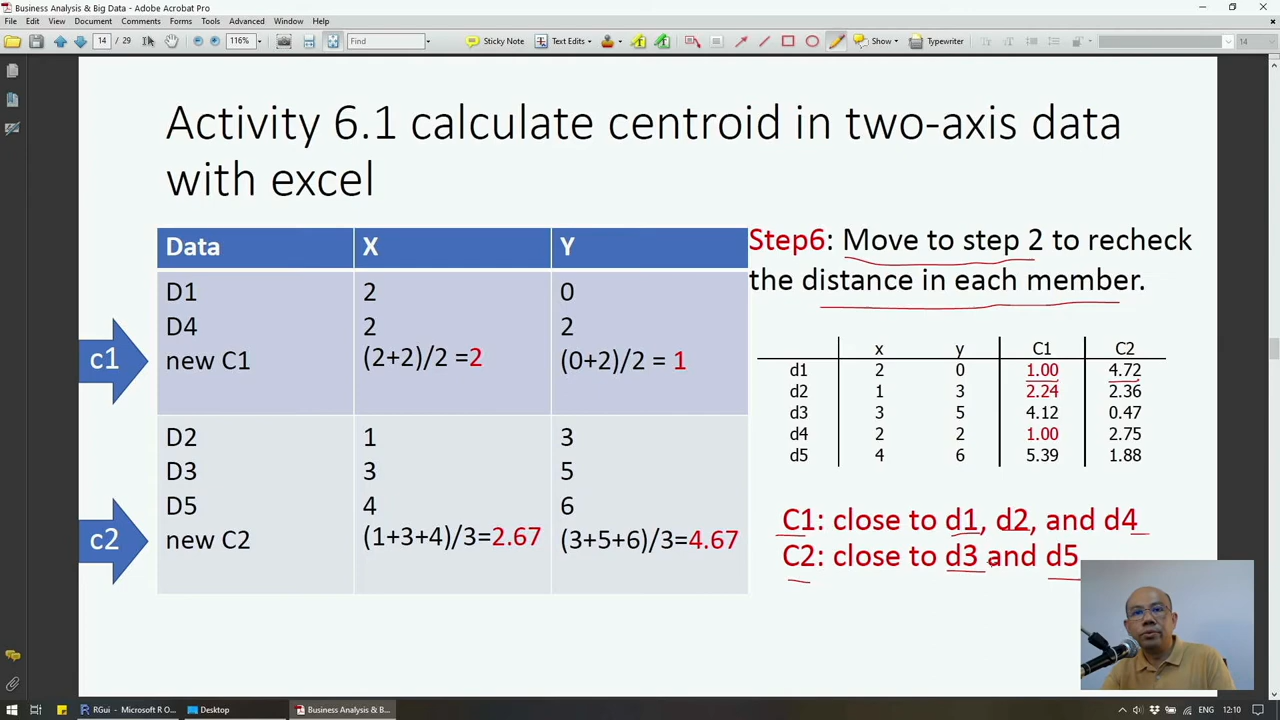 Business Analysis & Big Data - Adobe Acrobat Pro
File Edit View Document Comments Forms Tools Advanced Window Help
14 / 29 116% Find Sticky Note Text Edits Show Typewriter 14
Activity 6.1 calculate centroid in two-axis data
with excel
Data X Y
D1 2 0
D4 2 2
new C1 (2+2)/2 =2 (0+2)/2 = 1
c1
D2 1 3
D3 3 5
D5 4 6
new C2 (1+3+4)/3=2.67 (3+5+6)/3=4.67
c2
Step6: Move to step 2 to recheck
the distance in each member.
x y C1 C2
d1 2 0 1.00 4.72
d2 1 3 2.24 2.36
d3 3 5 4.12 0.47
d4 2 2 1.00 2.75
d5 4 6 5.39 1.88
C1: close to d1, d2, and d4
C2: close to d3 and d5
RGui - Microsoft R O... Desktop Business Analysis & B... ENG 12:10